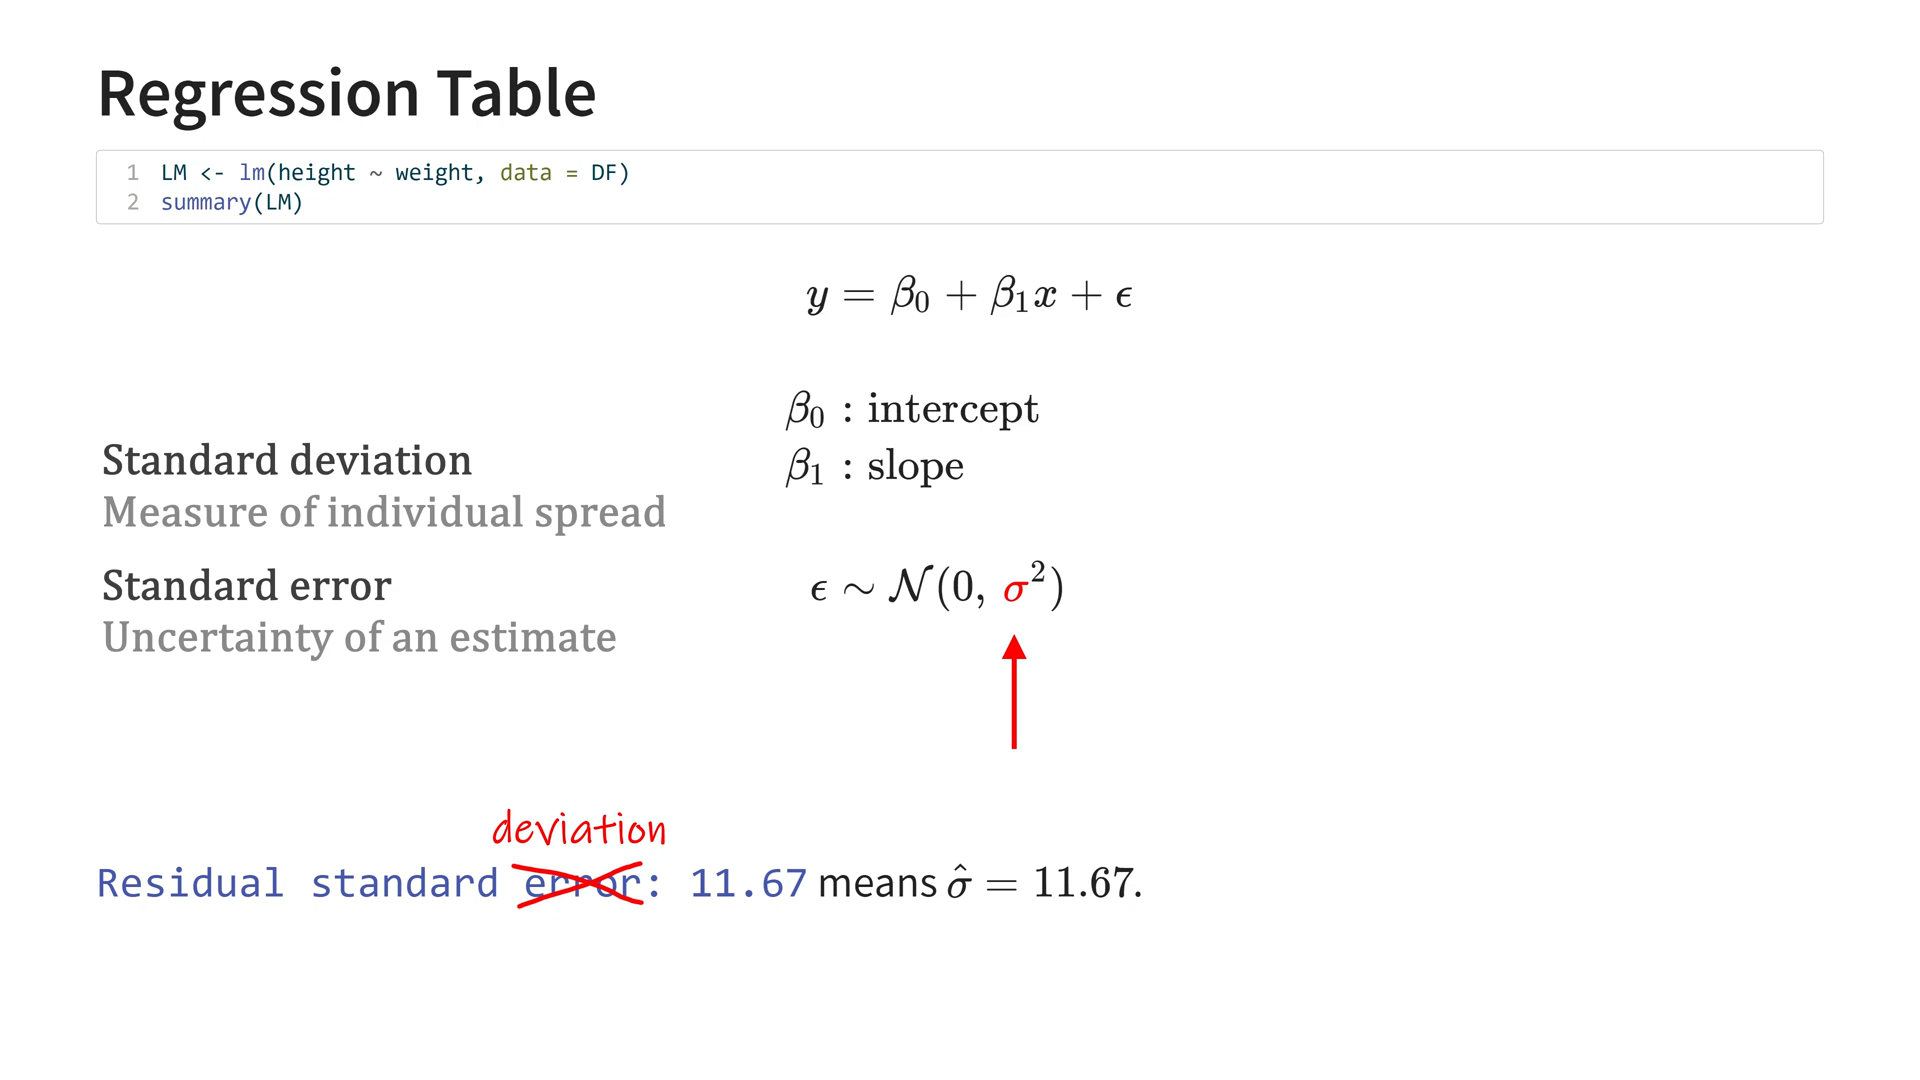 Regression Table
1 LM <- lm(height ~ weight, data = DF)
2 summary(LM)
y = β₀ + β₁x + ϵ
β₀ : intercept
β₁ : slope
Standard deviation
Measure of individual spread
Standard error
Uncertainty of an estimate
ϵ ∼ 𝒩(0, σ²)
deviation
Residual standard error: 11.67 means σ̂ = 11.67.